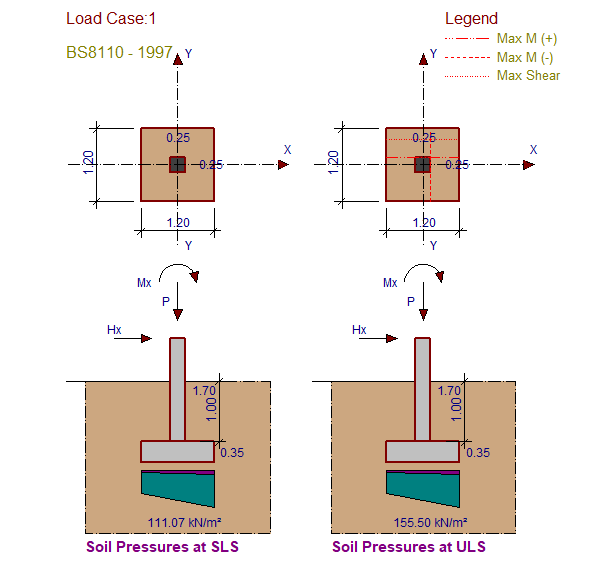 Load Case:1
Legend
BS8110 - 1997
Y
Y
Max M (+)
Max M (-)
Max Shear
0.25
0.25
X
X
1.20
0.25
1.20
0.25
1.20
1.20
Y
Y
Mx
Mx
P
P
Hx
Hx
1.70
1.70
1.00
1.00
0.35
0.35
111.07 kN/m²
155.50 kN/m²
Soil Pressures at SLS
Soil Pressures at ULS